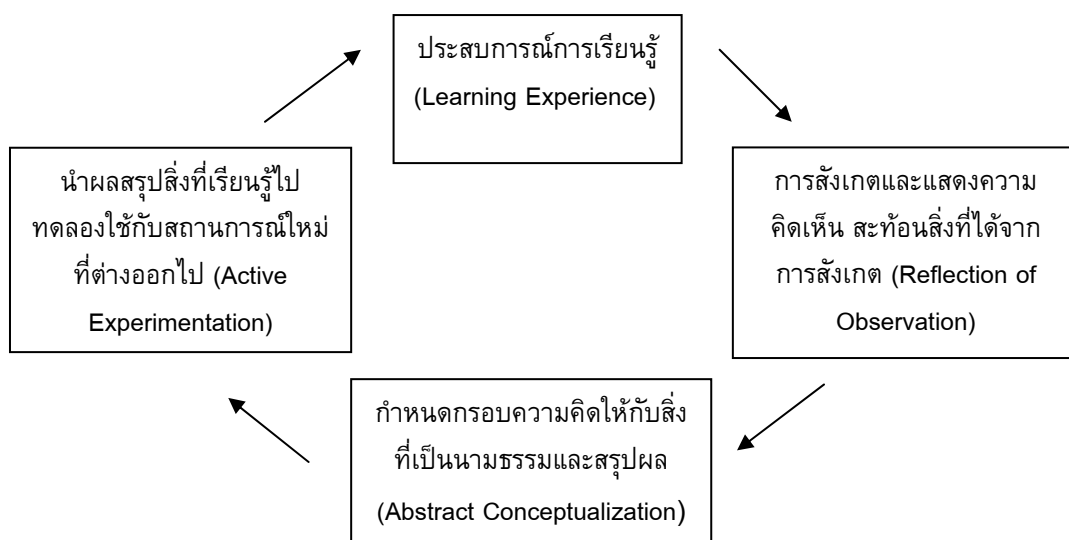 ประสบการณ์การเรียนรู้
(Learning Experience)
การสังเกตและแสดงความ
คิดเห็น สะท้อนสิ่งที่ได้จาก
การสังเกต (Reflection of
Observation)
กำหนดกรอบความคิดให้กับสิ่ง
ที่เป็นนามธรรมและสรุปผล
(Abstract Conceptualization)
นำผลสรุปสิ่งที่เรียนรู้ไป
ทดลองใช้กับสถานการณ์ใหม่
ที่ต่างออกไป (Active
Experimentation)